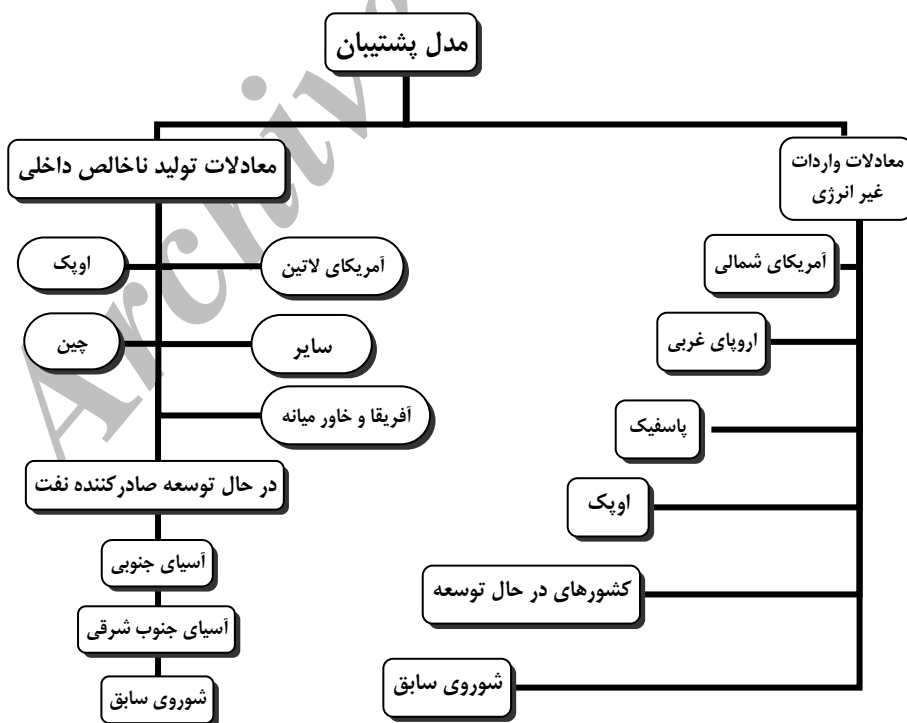 مدل پشتیبان
معادلات واردات
غیر انرژی
آمریکای شمالی
اروپای غربی
پاسفیک
اوپک
کشورهای در حال توسعه
شوروی سابق
معادلات تولید ناخالص داخلی
آمریکای لاتین
اوپک
سایر
چین
آفریقا و خاور میانه
در حال توسعه صادرکننده نفت
آسیای جنوبی
آسیای جنوب شرقی
شوروی سابق
Archiv